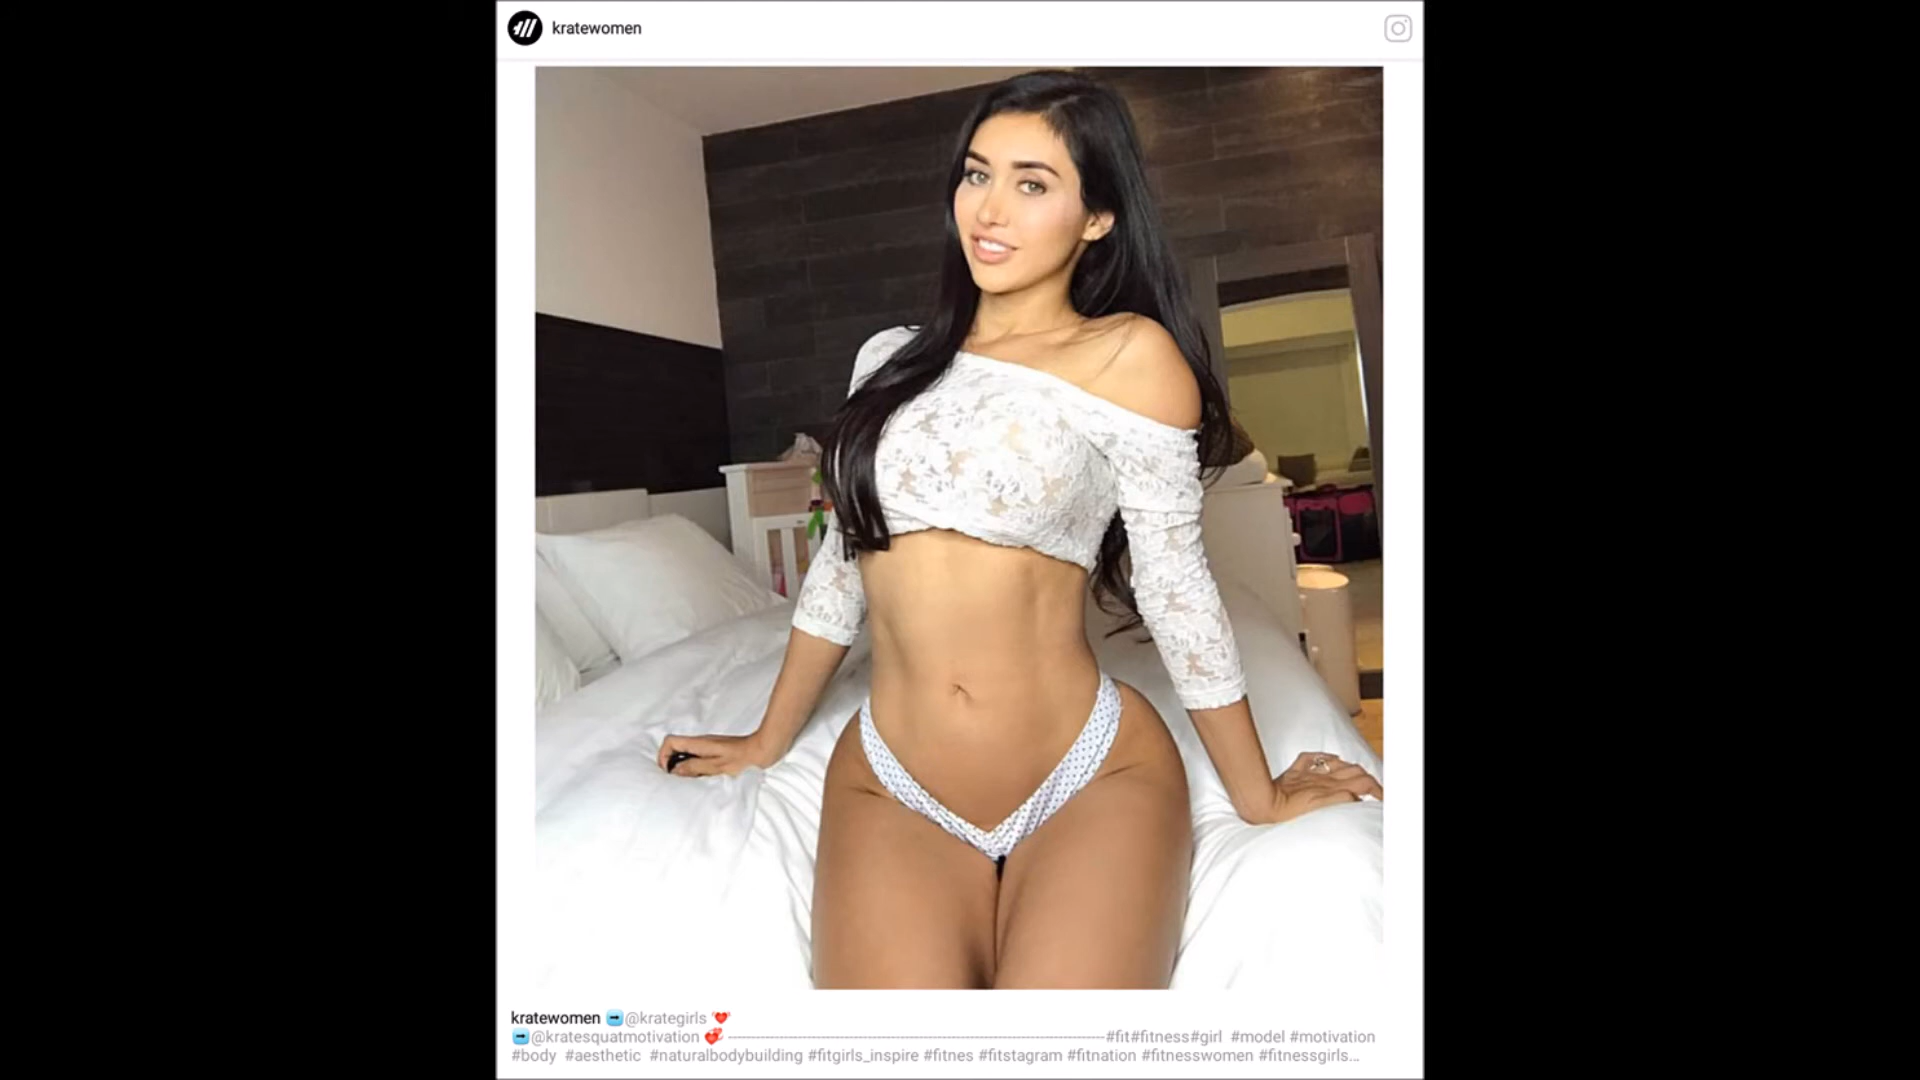 kratewomen
kratewomen ➡@krategirls 💘
➡@kratesquatmotivation 💞 -----------------------------------------------------------------------------------------------#fit#fitness#girl #model #motivation
#body #aesthetic #naturalbodybuilding #fitgirls_inspire #fitnes #fitstagram #fitnation #fitnesswomen #fitnessgirls...